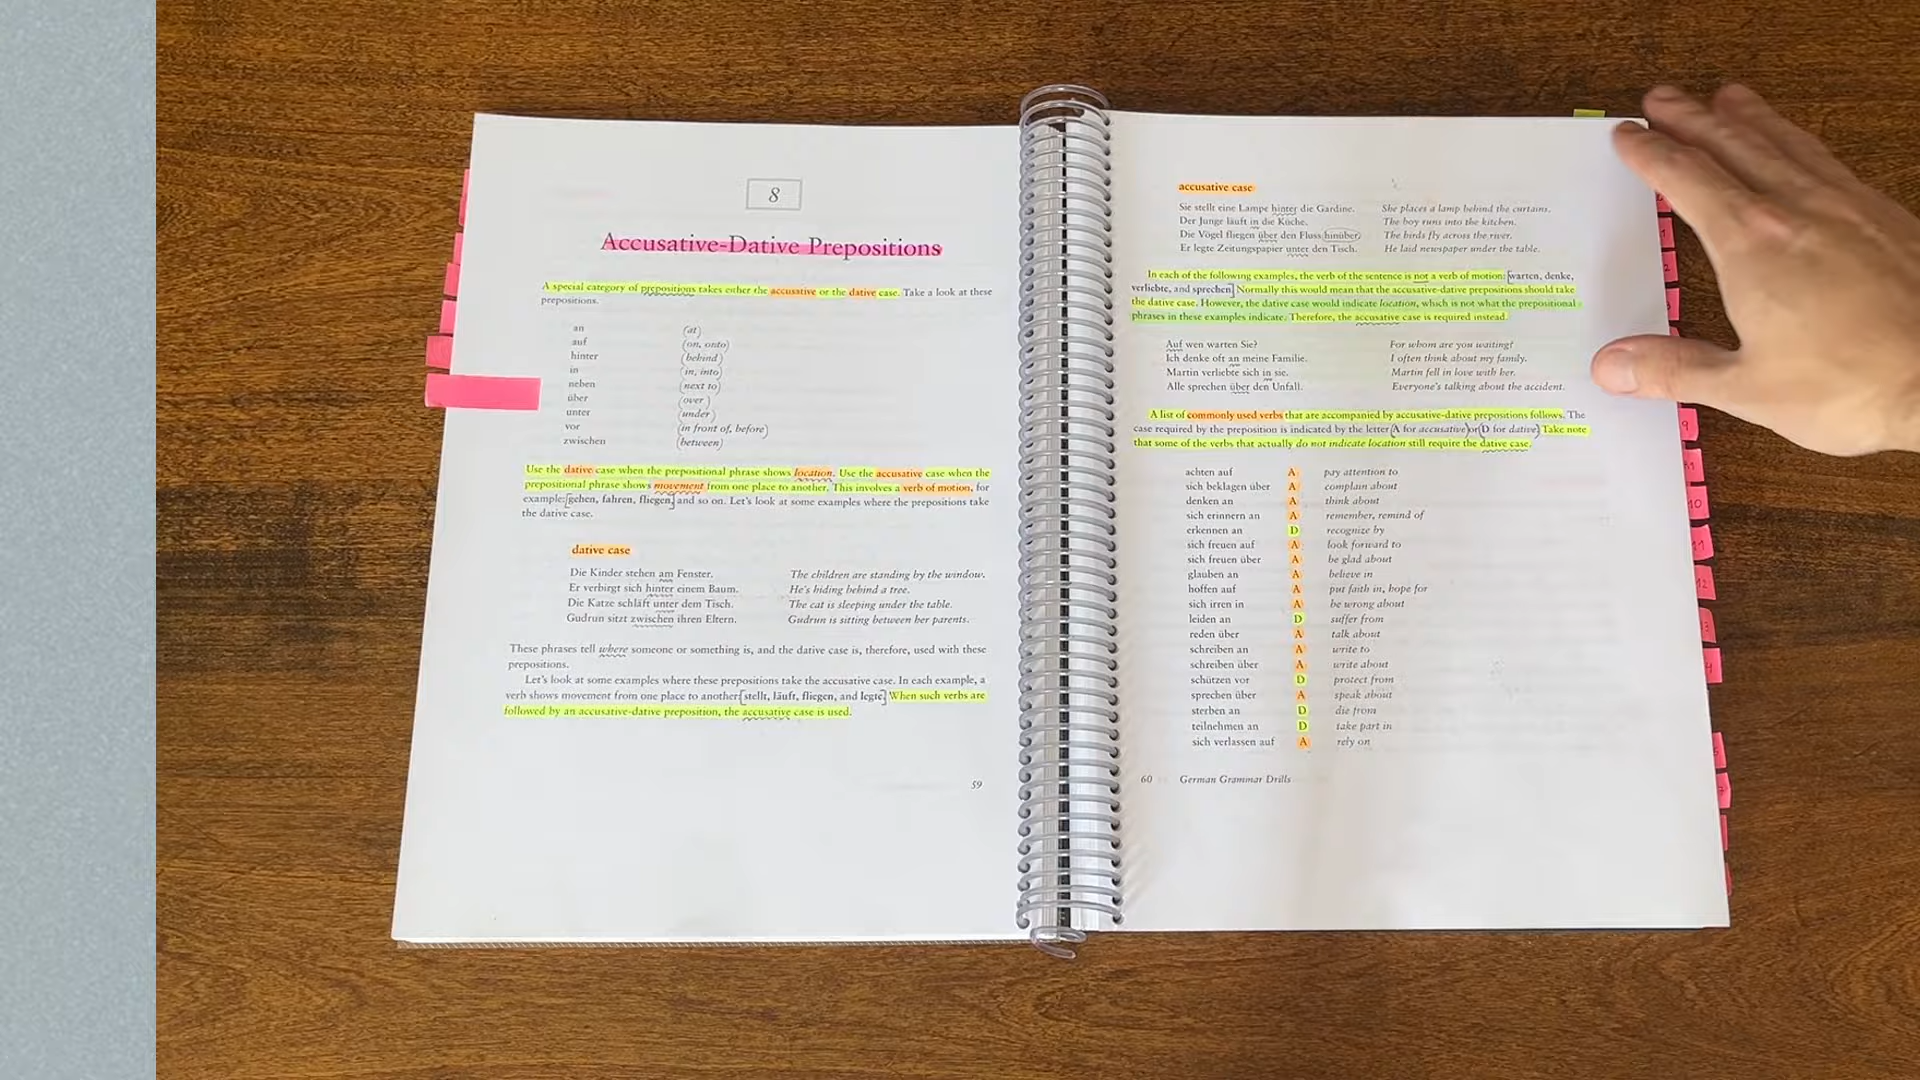 8
Accusative-Dative Prepositions
A special category of prepositions takes either the accusative or the dative case. Take a look at these
prepositions.
an (at)
auf (on, onto)
hinter (behind)
in (in, into)
neben (next to)
über (over)
unter (under)
vor (in front of, before)
zwischen (between)
Use the dative case when the prepositional phrase shows location. Use the accusative case when the
prepositional phrase shows movement from one place to another. This involves a verb of motion, for
example: gehen, fahren, fliegen, and so on. Let's look at some examples where the prepositions take
the dative case.
dative case
Die Kinder stehen am Fenster. The children are standing by the window.
Er verbirgt sich hinter einem Baum. He's hiding behind a tree.
Die Katze schläft unter dem Tisch. The cat is sleeping under the table.
Gudrun sitzt zwischen ihren Eltern. Gudrun is sitting between her parents.
These phrases tell where someone or something is, and the dative case is, therefore, used with these
prepositions.
Let's look at some examples where these prepositions take the accusative case. In each example, a
verb shows movement from one place to another [stellt, läuft, fliegen, and legte] When such verbs are
followed by an accusative-dative preposition, the accusative case is used.
59
accusative case
Sie stellt eine Lampe hinter die Gardine. She places a lamp behind the curtains.
Der Junge läuft in die Küche. The boy runs into the kitchen.
Die Vögel fliegen über den Fluss hinüber. The birds fly across the river.
Er legte Zeitungspapier unter den Tisch. He laid newspaper under the table.
In each of the following examples, the verb of the sentence is not a verb of motion: [warten, denke,
verliebte, and sprechen] Normally this would mean that the accusative-dative prepositions should take
the dative case. However, the dative case would indicate location, which is not what the prepositional
phrases in these examples indicate. Therefore, the accusative case is required instead.
Auf wen warten Sie? For whom are you waiting?
Ich denke oft an meine Familie. I often think about my family.
Martin verliebte sich in sie. Martin fell in love with her.
Alle sprechen über den Unfall. Everyone's talking about the accident.
A list of commonly used verbs that are accompanied by accusative-dative prepositions follows. The
case required by the preposition is indicated by the letter (A for accusative) or (D for dative) Take note
that some of the verbs that actually do not indicate location still require the dative case.
achten auf A pay attention to
sich beklagen über A complain about
denken an A think about
sich erinnern an A remember, remind of
erkennen an D recognize by
sich freuen auf A look forward to
sich freuen über A be glad about
glauben an A believe in
hoffen auf A put faith in, hope for
sich irren in A be wrong about
leiden an D suffer from
reden über A talk about
schreiben an A write to
schreiben über A write about
schützen vor D protect from
sprechen über A speak about
sterben an D die from
teilnehmen an D take part in
sich verlassen auf A rely on
60 German Grammar Drills
9
10
11
12